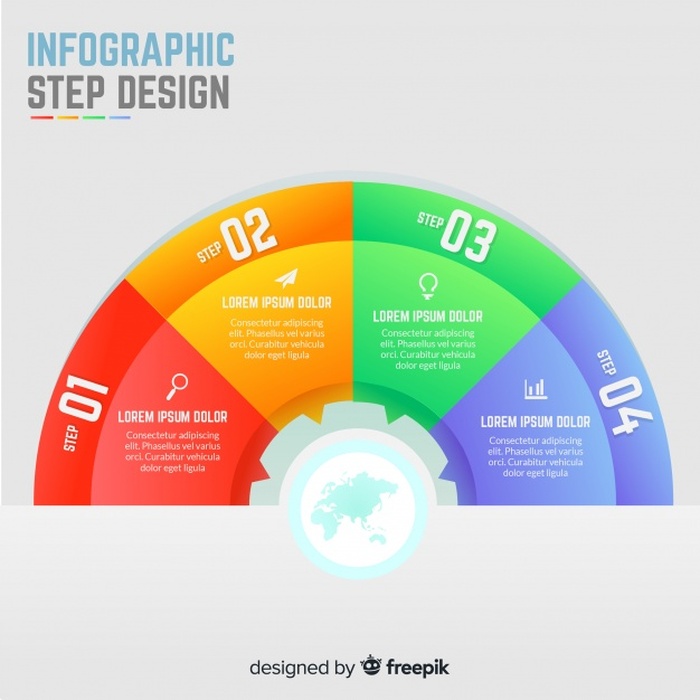 INFOGRAPHIC
STEP DESIGN
STEP 01
LOREM IPSUM DOLOR
Consectetur adipiscing
elit. Phasellus vel varius
orci. Curabitur vehicula
dolor eget ligula
STEP 02
LOREM IPSUM DOLOR
Consectetur adipiscing
elit. Phasellus vel varius
orci. Curabitur vehicula
dolor eget ligula
STEP 03
LOREM IPSUM DOLOR
Consectetur adipiscing
elit. Phasellus vel varius
orci. Curabitur vehicula
dolor eget ligula
STEP 04
LOREM IPSUM DOLOR
Consectetur adipiscing
elit. Phasellus vel varius
orci. Curabitur vehicula
dolor eget ligula
designed by freepik